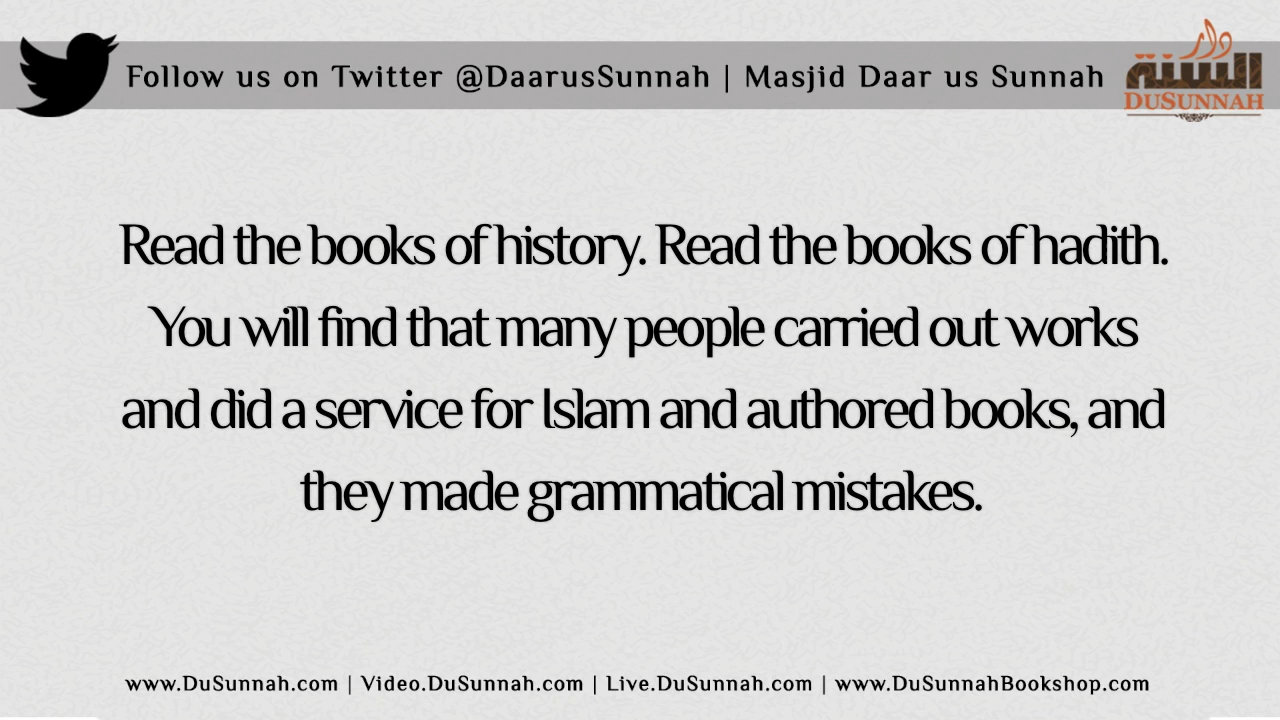 Follow us on Twitter @DaarusSunnah | Masjid Daar us Sunnah
دار
السنة
DUSUNNAH
Read the books of history. Read the books of hadith.
You will find that many people carried out works
and did a service for Islam and authored books, and
they made grammatical mistakes.
www.DuSunnah.com | Video.DuSunnah.com | Live.DuSunnah.com | www.DuSunnahBookshop.com